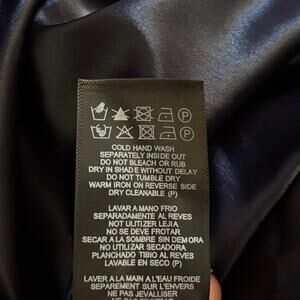 COLD HAND WASH
SEPARATELY INSIDE OUT
DO NOT BLEACH OR RUB
DRY IN SHADE WITHOUT DELAY
DO NOT TUMBLE DRY
WARM IRON ON REVERSE SIDE
DRY CLEANABLE (P)
LAVAR A MANO FRIO
SEPARADAMENTE AL REVES
NOT UTILIZER LEJIA
NO SE DEVE FROTAR
SECAR A LA SOMBRE SIN DEMORA
NO UTILIZAR SECADORA
PLANCHADO TIBIO AL REVES
LAVABLE EN SECO (P)
LAVER A LA MAIN A L'EAU FROIDE
SEPAREMENT EN L'ENVERS
NE PAS JEVALLISER